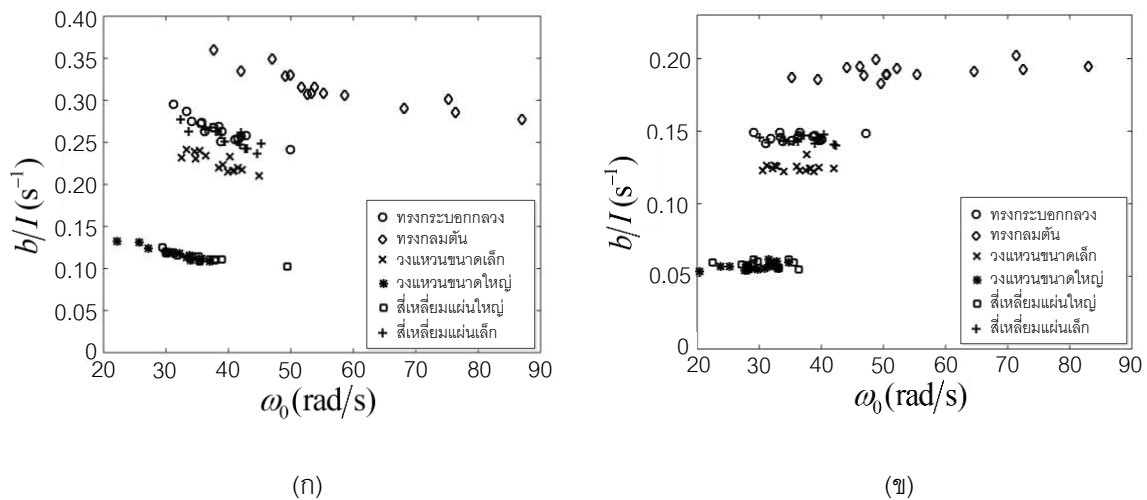 0.40
0.35
0.30
0.25
0.20
0.15
0.10
0.05
0
b/I (s⁻¹)
ทรงกระบอกกลวง
ทรงกลมตัน
วงแหวนขนาดเล็ก
วงแหวนขนาดใหญ่
สี่เหลี่ยมแผ่นใหญ่
สี่เหลี่ยมแผ่นเล็ก
20 30 40 50 60 70 80 90
ω₀ (rad/s)
(ก)
0.20
0.15
0.10
0.05
0
b/I (s⁻¹)
ทรงกระบอกกลวง
ทรงกลมตัน
วงแหวนขนาดเล็ก
วงแหวนขนาดใหญ่
สี่เหลี่ยมแผ่นใหญ่
สี่เหลี่ยมแผ่นเล็ก
20 30 40 50 60 70 80 90
ω₀ (rad/s)
(ข)